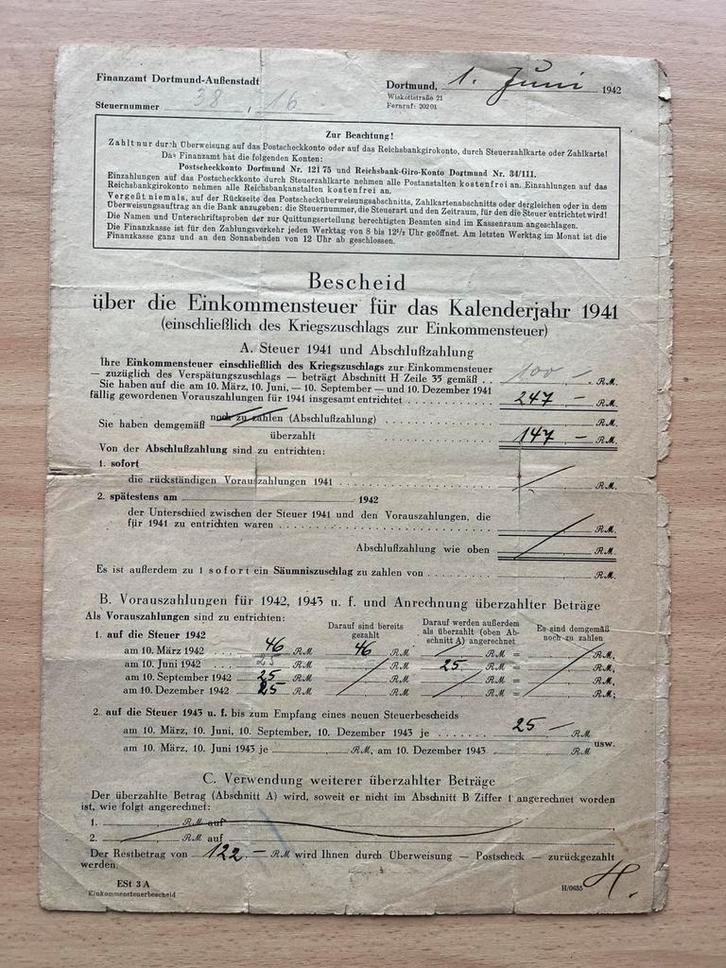 Finanzamt Dortmund-Außenstadt
Dortmund, 1. Juni 1942
Wiskottstraße 21
Fernruf: 20201
Steuernummer 38, 16
Zur Beachtung!
Zahlt nur durch Überweisung auf das Postscheckkonto oder auf das Reichsbankgirokonto, durch Steuerzahlkarte oder Zahlkarte!
Das Finanzamt hat die folgenden Konten:
Postscheckkonto Dortmund Nr. 12175 und Reichsbank-Giro-Konto Dortmund Nr. 34/111.
Einzahlungen auf das Postscheckkonto durch Steuerzahlkarte nehmen alle Postanstalten kostenfrei an. Einzahlungen auf das
Reichsbankgirokonto nehmen alle Reichsbankanstalten kostenfrei an.
Vergeßt niemals, auf der Rückseite des Postschecküberweisungsabschnitts, Zahlkartenabschnitts oder dergleichen oder in dem
Überweisungsauftrag an die Bank anzugeben: die Steuernummer, die Steuerart und den Zeitraum, für den die Steuer entrichtet wird!
Die Namen und Unterschriftsproben der zur Quittungserteilung berechtigten Beamten sind im Kassenraum angeschlagen.
Die Finanzkasse ist für den Zahlungsverkehr jeden Werktag von 8 bis 12½ Uhr geöffnet. Am letzten Werktag im Monat ist die
Finanzkasse ganz und an den Sonnabenden von 12 Uhr ab geschlossen.
Bescheid
über die Einkommensteuer für das Kalenderjahr 1941
(einschließlich des Kriegszuschlags zur Einkommensteuer)
A. Steuer 1941 und Abschlußzahlung
Ihre Einkommensteuer einschließlich des Kriegszuschlags zur Einkommensteuer
— zuzüglich des Verspätungszuschlags — beträgt Abschnitt H Zeile 35 gemäß . . 100 — RM.
Sie haben auf die am 10. März, 10. Juni, — 10. September — und 10. Dezember 1941
fällig gewordenen Vorauszahlungen für 1941 insgesamt entrichtet 247 — RM.
Sie haben demgemäß noch zu zahlen (Abschlußzahlung) RM.
überzahlt 147 — RM.
Von der Abschlußzahlung sind zu entrichten:
1. sofort
die rückständigen Vorauszahlungen 1941 RM.
2. spätestens am 1942
der Unterschied zwischen der Steuer 1941 und den Vorauszahlungen, die
für 1941 zu entrichten waren RM.
Abschlußzahlung wie oben RM.
Es ist außerdem zu 1 sofort ein Säumniszuschlag zu zahlen von RM.
B. Vorauszahlungen für 1942, 1943 u. f. und Anrechnung überzahlter Beträge
Als Vorauszahlungen sind zu entrichten:
Darauf sind bereits gezahlt
Darauf werden außerdem als überzahlt (oben Abschnitt A) angerechnet
Es sind demgemäß noch zu zahlen
1. auf die Steuer 1942
am 10. März 1942 46 RM 46 RM RM = RM.
am 10. Juni 1942 25 RM RM 25 RM = RM.
am 10. September 1942 25 RM RM RM = RM.
am 10. Dezember 1942 25 RM RM RM = RM;
2. auf die Steuer 1943 u. f. bis zum Empfang eines neuen Steuerbescheids
am 10. März, 10. Juni, 10. September, 10. Dezember 1943 je 25 — RM
am 10. März, 10. Juni 1943 je RM, am 10. Dezember 1943 RM usw.
C. Verwendung weiterer überzahlter Beträge
Der überzahlte Betrag (Abschnitt A) wird, soweit er nicht im Abschnitt B Ziffer 1 angerechnet worden
ist, wie folgt angerechnet:
1. RM auf
2. RM auf
Der Restbetrag von 122.— RM wird Ihnen durch Überweisung — Postscheck — zurückgezahlt
werden.
ESt 3 A
Einkommensteuerbescheid
H/0655
H.